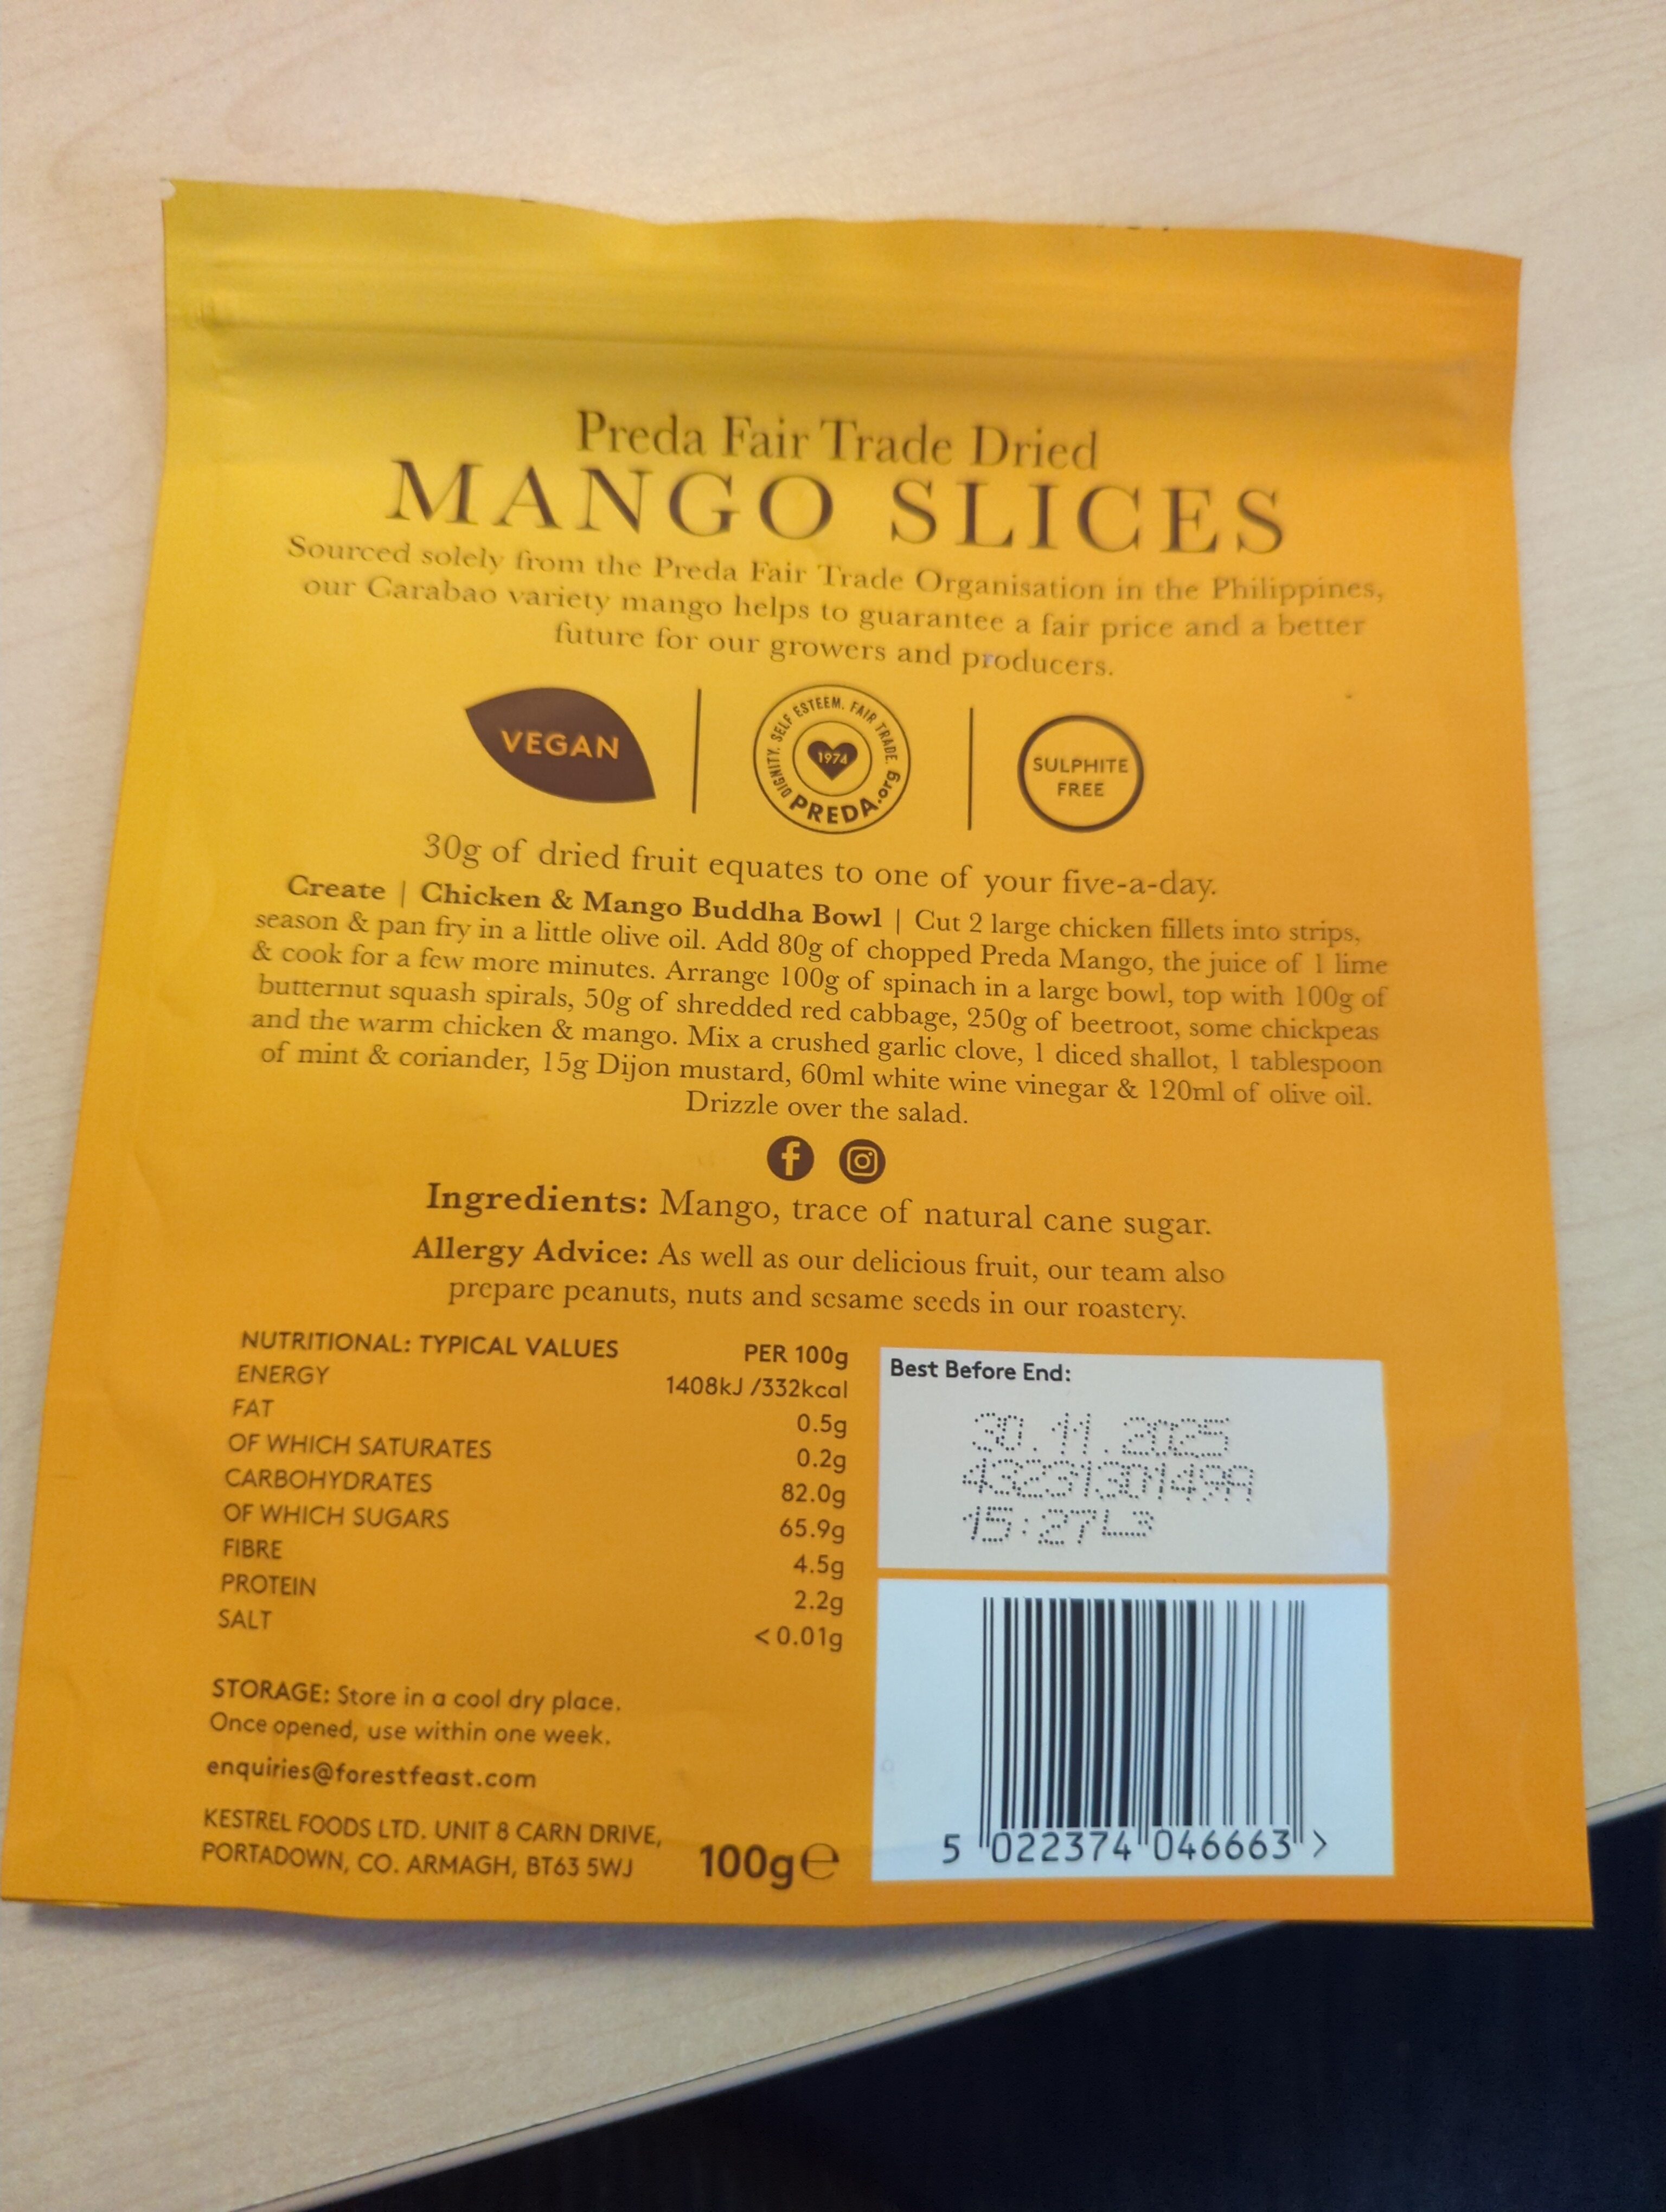 Preda Fair Trade Dried
MANGO SLICES
Sourced solely from the Preda Fair Trade Organisation in the Philippines,
our Carabao variety mango helps to guarantee a fair price and a better
future for our growers and producers.
VEGAN
DIGNITY. SELF ESTEEM. FAIR TRADE.
1974
PREDA.org
SULPHITE
FREE
30g of dried fruit equates to one of your five-a-day.
Create | Chicken & Mango Buddha Bowl | Cut 2 large chicken fillets into strips,
season & pan fry in a little olive oil. Add 80g of chopped Preda Mango, the juice of 1 lime
& cook for a few more minutes. Arrange 100g of spinach in a large bowl, top with 100g of
butternut squash spirals, 50g of shredded red cabbage, 250g of beetroot, some chickpeas
and the warm chicken & mango. Mix a crushed garlic clove, 1 diced shallot, 1 tablespoon
of mint & coriander, 15g Dijon mustard, 60ml white wine vinegar & 120ml of olive oil.
Drizzle over the salad.
Ingredients: Mango, trace of natural cane sugar.
Allergy Advice: As well as our delicious fruit, our team also
prepare peanuts, nuts and sesame seeds in our roastery.
NUTRITIONAL: TYPICAL VALUES PER 100g
ENERGY 1408kJ /332kcal
FAT 0.5g
OF WHICH SATURATES 0.2g
CARBOHYDRATES 82.0g
OF WHICH SUGARS 65.9g
FIBRE 4.5g
PROTEIN 2.2g
SALT <0.01g
STORAGE: Store in a cool dry place.
Once opened, use within one week.
enquiries@forestfeast.com
KESTREL FOODS LTD. UNIT 8 CARN DRIVE,
PORTADOWN, CO. ARMAGH, BT63 5WJ
100g℮
Best Before End:
30.11.2025
4323130149A
15:27L3
5 022374 046663 >